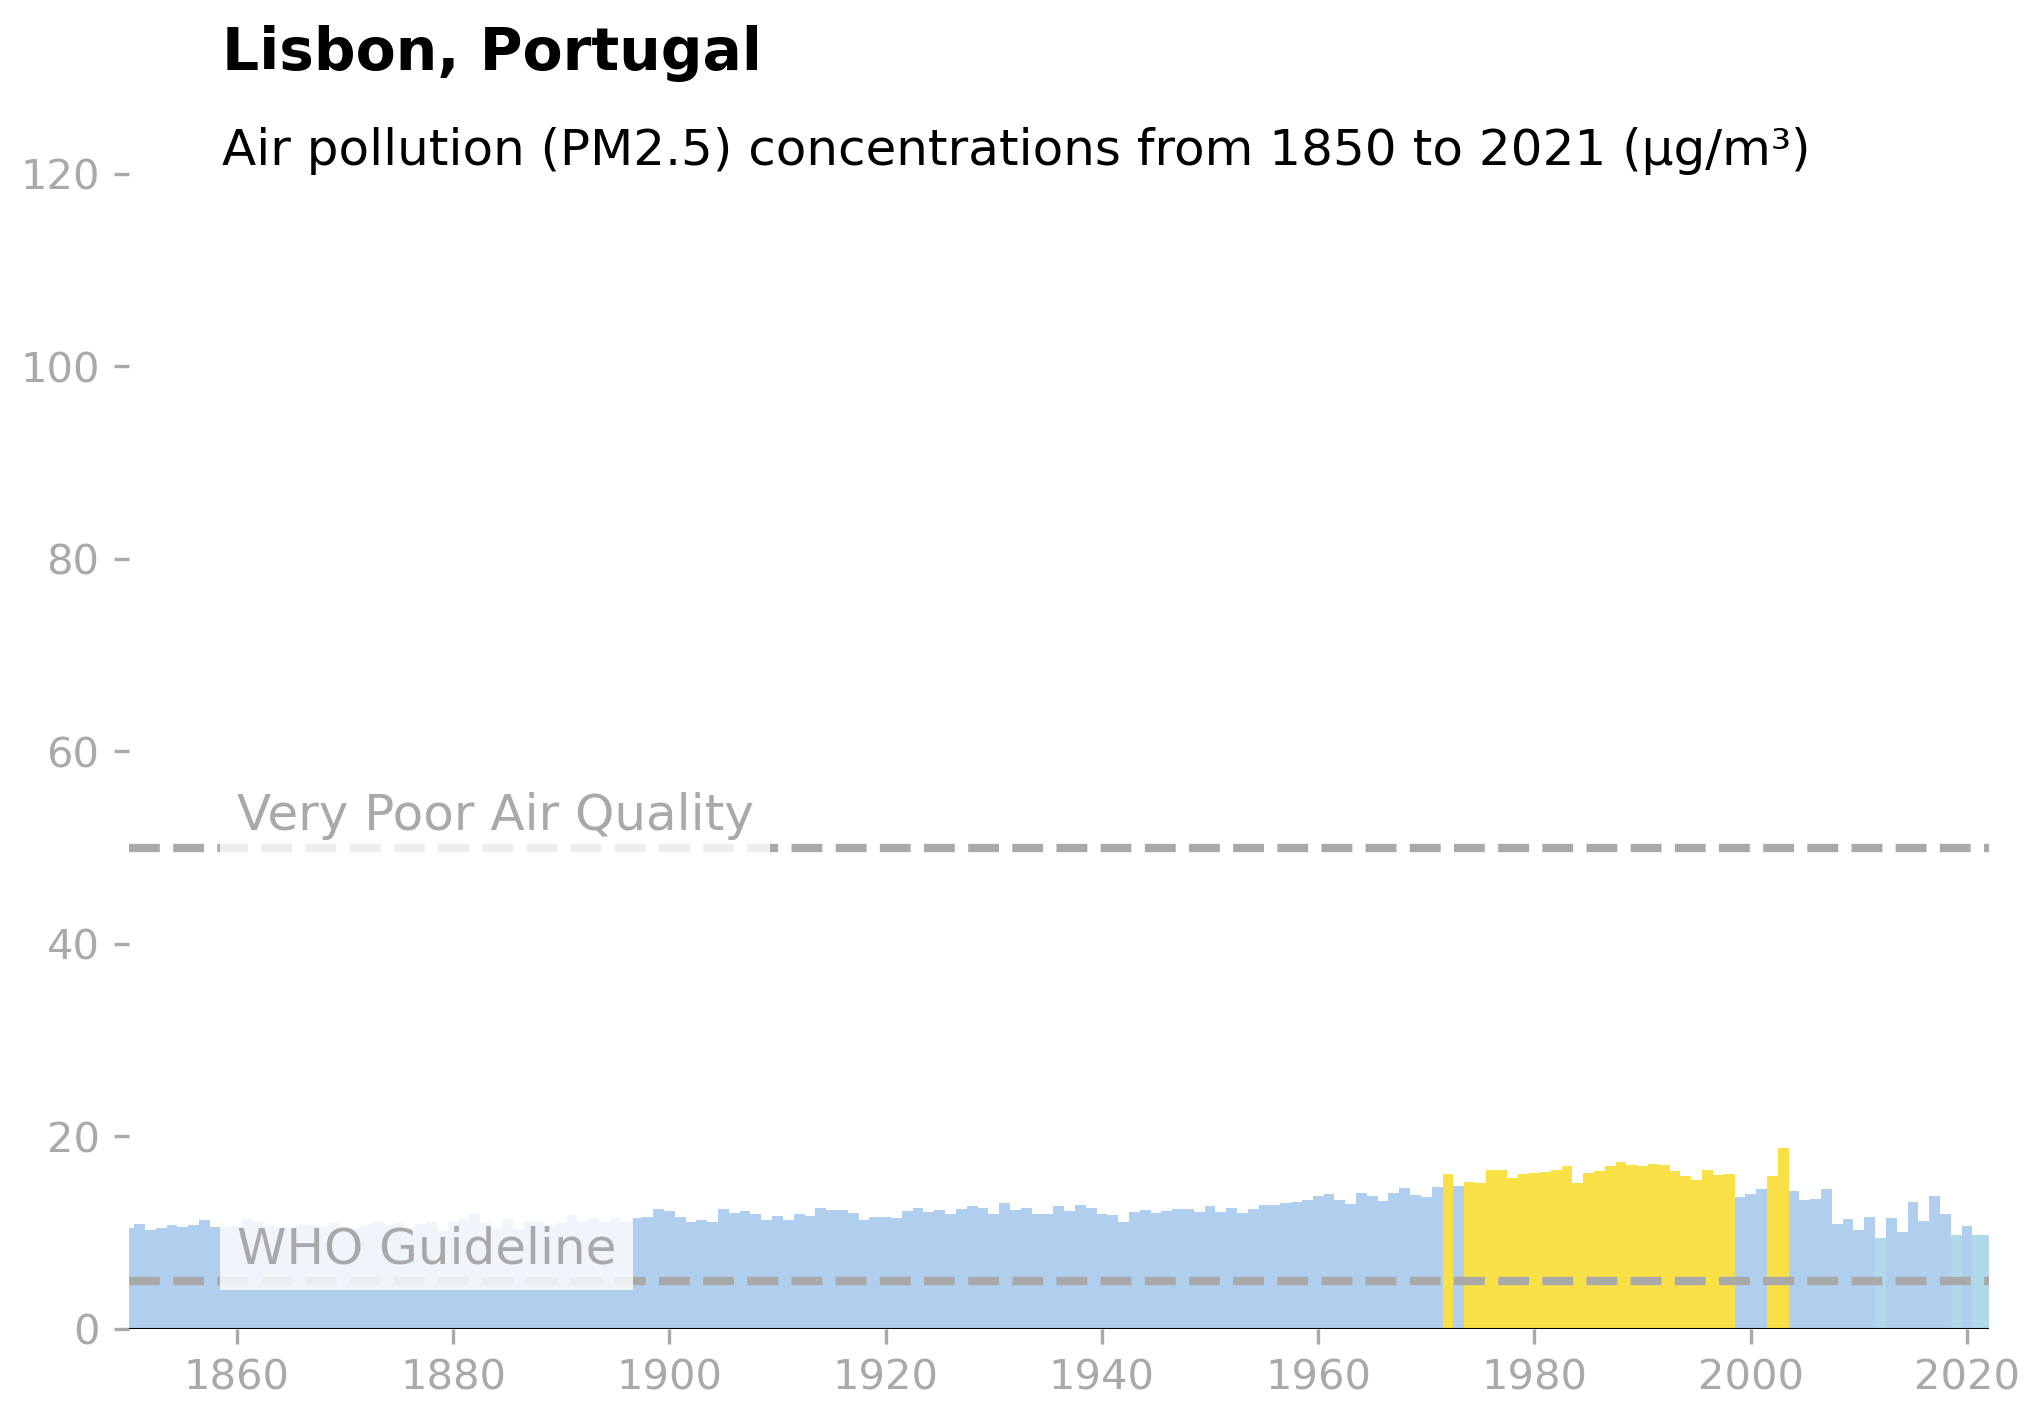 Lisbon, Portugal
Air pollution (PM2.5) concentrations from 1850 to 2021 (µg/m³)
120
100
80
60
Very Poor Air Quality
40
20
WHO Guideline
0
1860 1880 1900 1920 1940 1960 1980 2000 2020